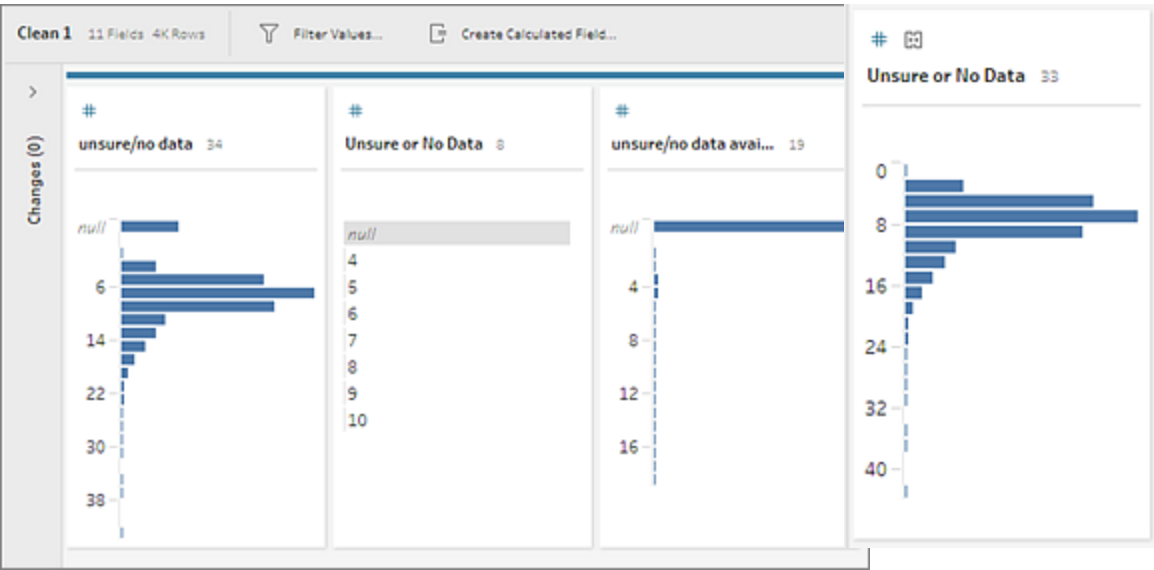 Clean 1 11 Fields 4K Rows Filter Values... Create Calculated Field...
Changes (0)
#
unsure/no data 34
null
6
14
22
30
38
#
Unsure or No Data 8
null
4
5
6
7
8
9
10
#
unsure/no data avai... 19
null
4
8
12
16
#
Unsure or No Data 33
0
8
16
24
32
40